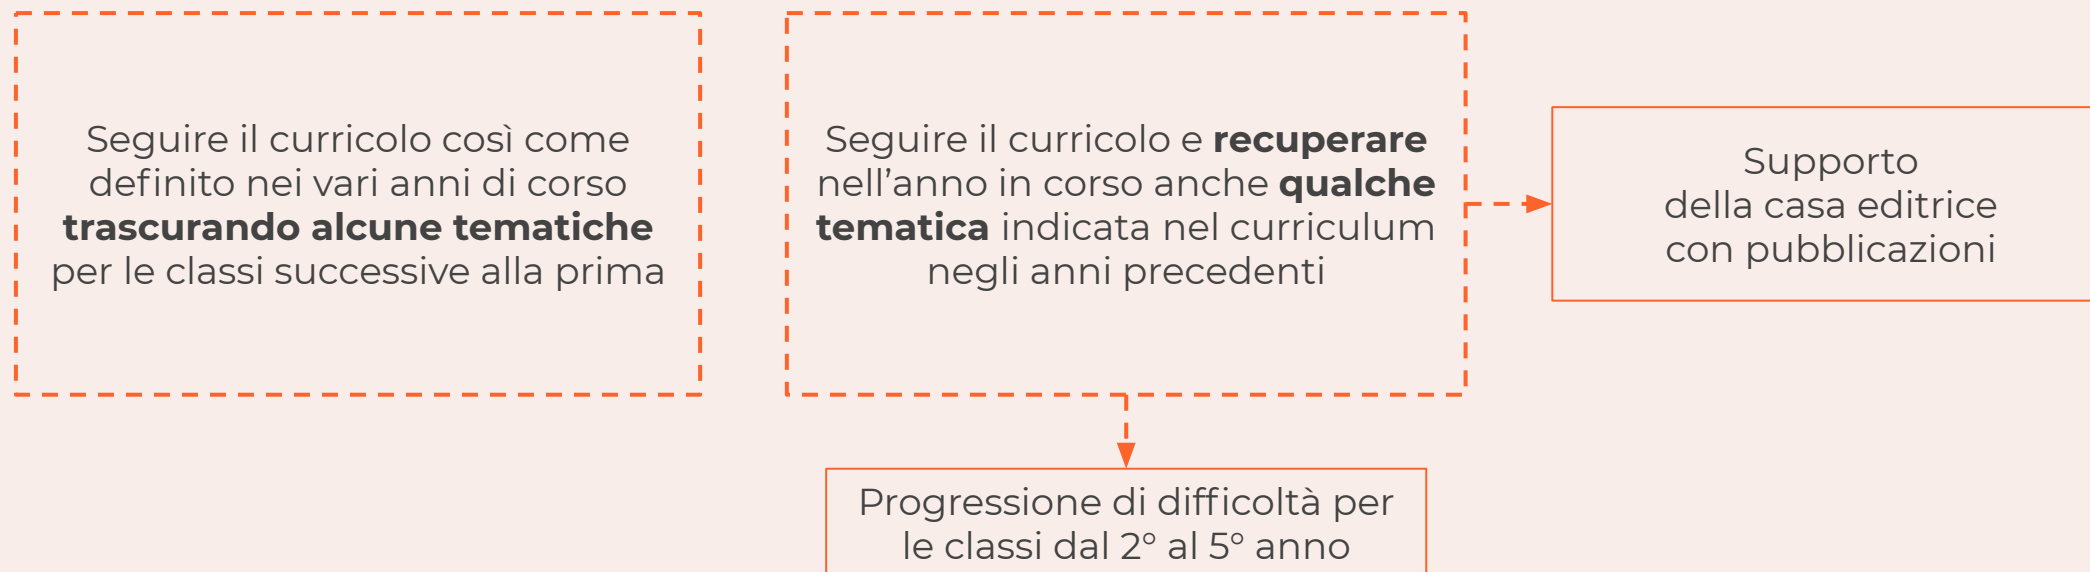 Seguire il curricolo così come
definito nei vari anni di corso
trascurando alcune tematiche
per le classi successive alla prima
Seguire il curricolo e recuperare
nell’anno in corso anche qualche
tematica indicata nel curriculum
negli anni precedenti
Supporto
della casa editrice
con pubblicazioni
Progressione di difficoltà per
le classi dal 2° al 5° anno